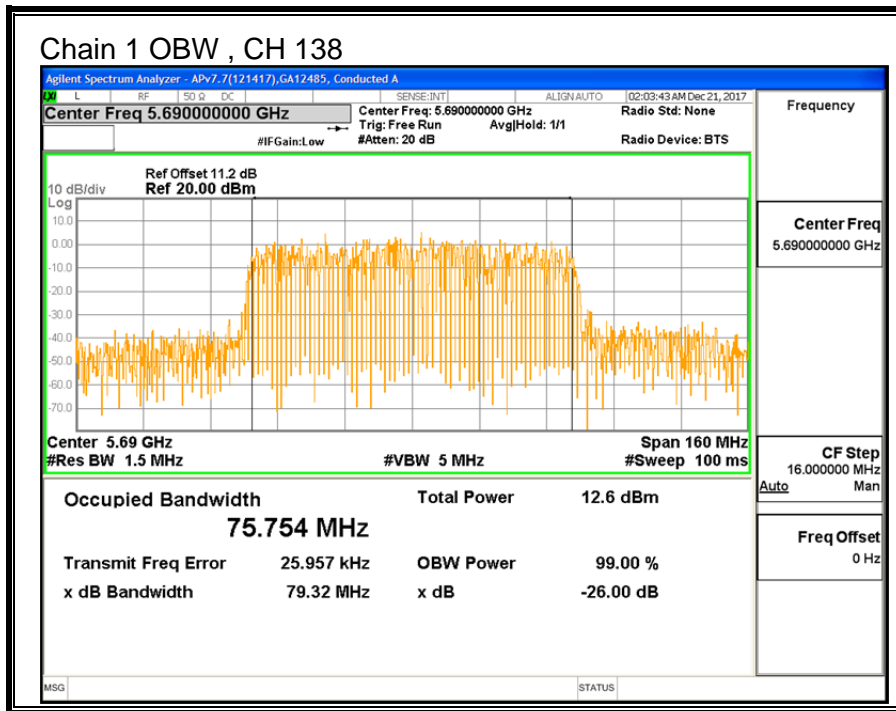 Chain 1 OBW , CH 138
Agilent Spectrum Analyzer - APv7.7(121417),GA12485, Conducted A
LXI L RF 50 Ω DC SENSE:INT ALIGN AUTO 02:03:43 AM Dec 21, 2017
Center Freq 5.690000000 GHz
Center Freq: 5.690000000 GHz
Radio Std: None
Trig: Free Run Avg|Hold: 1/1
#IFGain:Low #Atten: 20 dB Radio Device: BTS
Ref Offset 11.2 dB
10 dB/div Ref 20.00 dBm
Log
10.0
0.00
-10.0
-20.0
-30.0
-40.0
-50.0
-60.0
-70.0
Center 5.69 GHz Span 160 MHz
#Res BW 1.5 MHz #VBW 5 MHz #Sweep 100 ms
Occupied Bandwidth Total Power 12.6 dBm
75.754 MHz
Transmit Freq Error 25.957 kHz OBW Power 99.00 %
x dB Bandwidth 79.32 MHz x dB -26.00 dB
MSG STATUS
Frequency
Center Freq
5.690000000 GHz
CF Step
16.000000 MHz
Auto Man
Freq Offset
0 Hz